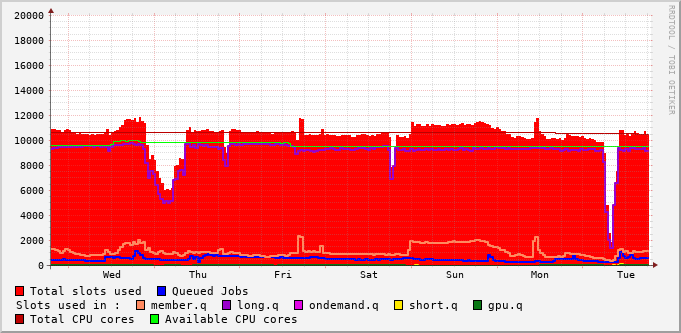 RRDTOOL / TOBI OETIKER
20000
18000
16000
14000
12000
10000
8000
6000
4000
2000
0
Wed Thu Fri Sat Sun Mon Tue
Total slots used Queued Jobs
Slots used in : member.q long.q ondemand.q short.q gpu.q
Total CPU cores Available CPU cores